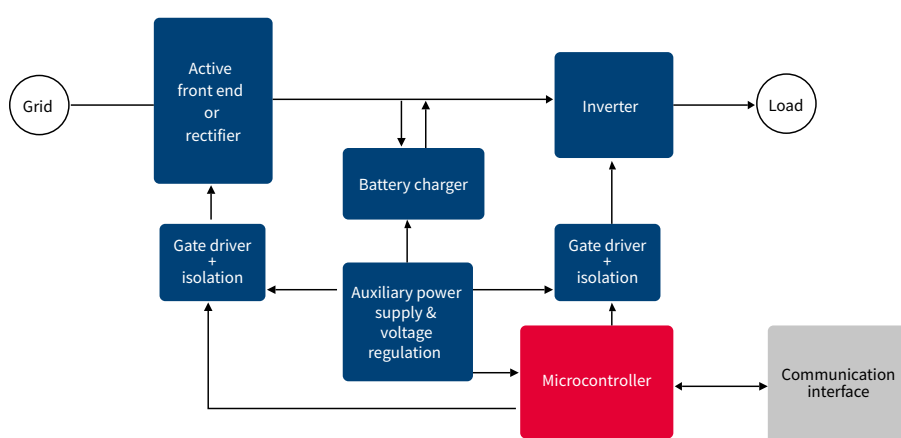 Grid
Active
front end
or
rectifier
Inverter
Load
Battery charger
Gate driver
+
isolation
Auxiliary power
supply &
voltage
regulation
Gate driver
+
isolation
Microcontroller
Communication
interface